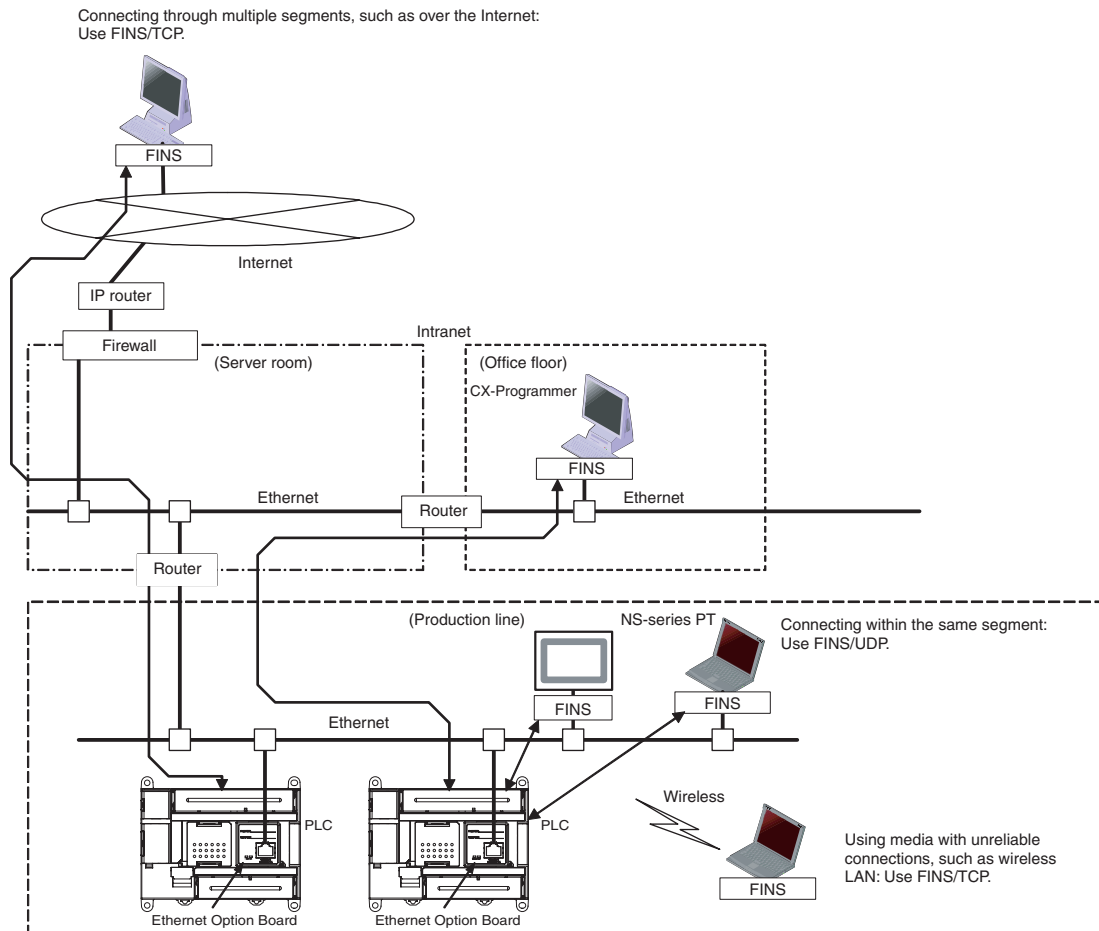 Connecting through multiple segments, such as over the Internet:
Use FINS/TCP.
FINS
Internet
IP router
Firewall
Intranet
(Server room)
(Office floor)
CX-Programmer
FINS
Ethernet
Router
Ethernet
Router
(Production line)
NS-series PT
Connecting within the same segment:
Use FINS/UDP.
FINS
FINS
Ethernet
Wireless
PLC
PLC
Using media with unreliable
connections, such as wireless
LAN: Use FINS/TCP.
FINS
Ethernet Option Board
Ethernet Option Board